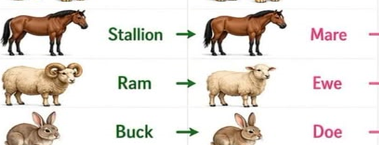 Stallion → Mare
Ram → Ewe
Buck → Doe